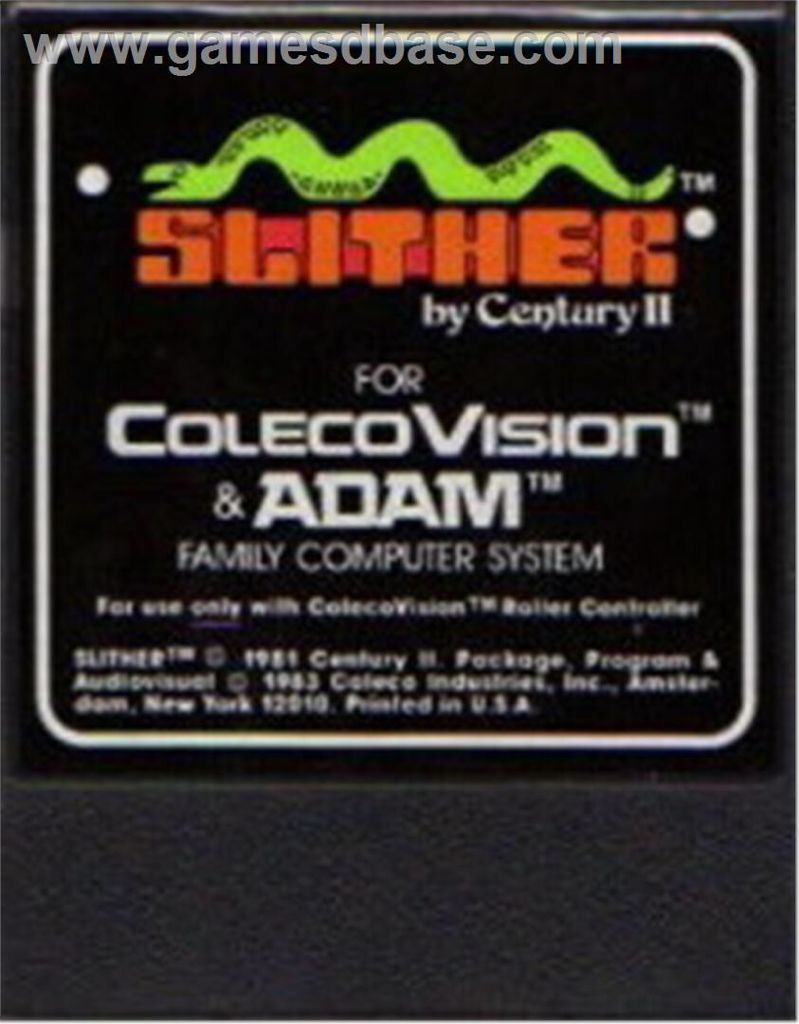 www.gamesdbase.com
SLITHER™
by Century II
FOR
COLECOVISION™
& ADAM™
FAMILY COMPUTER SYSTEM
For use only with ColecoVision™ Roller Controller
SLITHER™ © 1981 Century II. Package, Program &
Audiovisual © 1983 Coleco Industries, Inc., Amster-
dam, New York 12010. Printed in U.S.A.